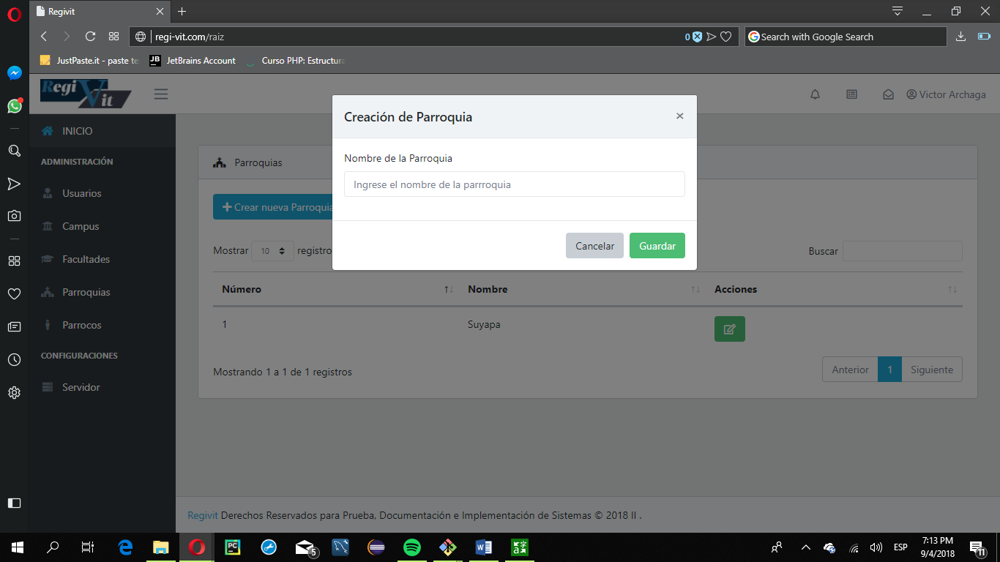 Regivit
regi-vit.com/raiz
0
Search with Google Search
JustPaste.it - paste te
JB JetBrains Account
Curso PHP: Estructura
Regi Vit
Victor Archaga
Creación de Parroquia
×
Nombre de la Parroquia
Ingrese el nombre de la parrroquia
Cancelar
Guardar
INICIO
ADMINISTRACIÓN
Usuarios
Campus
Facultades
Parroquias
Parrocos
CONFIGURACIONES
Servidor
Parroquias
Crear nueva Parroquia
Mostrar 10 registro
Buscar
Número Nombre Acciones
1 Suyapa
Mostrando 1 a 1 de 1 registros
Anterior 1 Siguiente
Regivit Derechos Reservados para Prueba, Documentación e Implementación de Sistemas © 2018 II .
PC
5
W
ESP
7:13 PM
9/4/2018
11